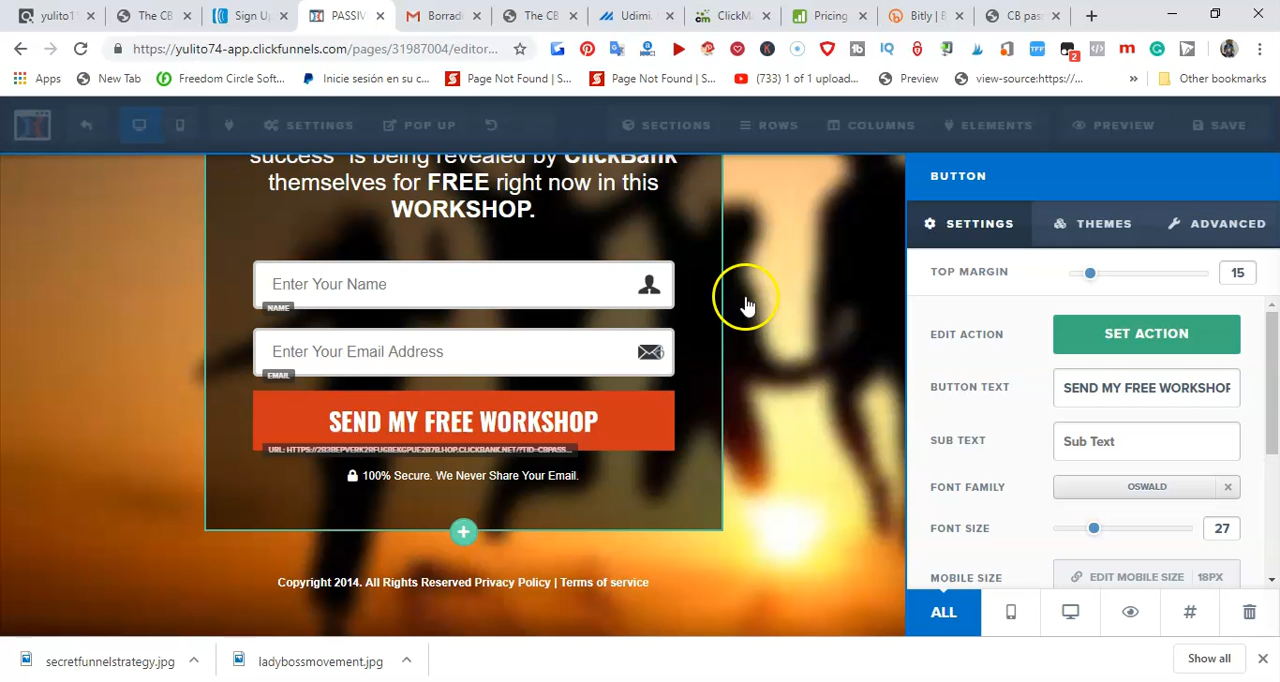 yulito11
The CB
Sign Up
PASSIV
Borrad
The CB
Udimi.
ClickM
Pricing
Bitly | B
CB pas
https://yulito74-app.clickfunnels.com/pages/31987004/editor...
Apps
New Tab
Freedom Circle Soft...
Inicie sesión en su c...
Page Not Found | S...
Page Not Found | S...
(733) 1 of 1 upload...
Preview
view-source:https://...
»
Other bookmarks
SETTINGS
POP UP
SECTIONS
ROWS
COLUMNS
ELEMENTS
PREVIEW
SAVE
success" is being revealed by ClickBank
themselves for FREE right now in this
WORKSHOP.
Enter Your Name
NAME
Enter Your Email Address
EMAIL
SEND MY FREE WORKSHOP
100% Secure. We Never Share Your Email.
Copyright 2014. All Rights Reserved Privacy Policy | Terms of service
BUTTON
SETTINGS
THEMES
ADVANCED
TOP MARGIN
15
EDIT ACTION
SET ACTION
BUTTON TEXT
SEND MY FREE WORKSHOP
SUB TEXT
Sub Text
FONT FAMILY
OSWALD
FONT SIZE
27
MOBILE SIZE
EDIT MOBILE SIZE
18PX
ALL
secretfunnelstrategy.jpg
ladybossmovement.jpg
Show all